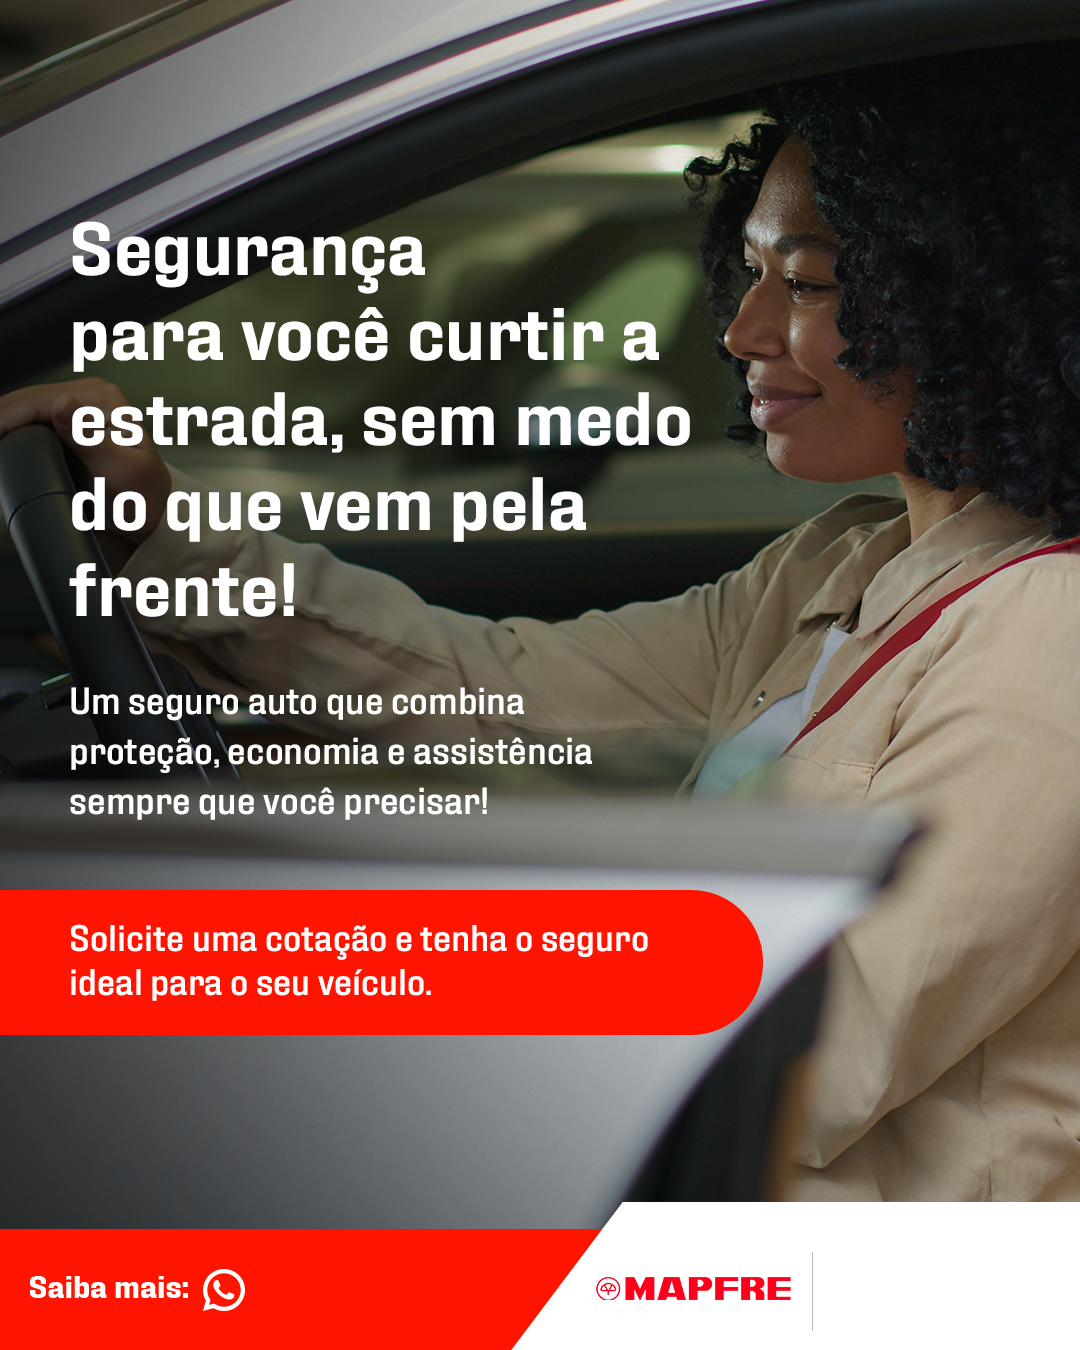 Segurança
para você curtir a
estrada, sem medo
do que vem pela
frente!
Um seguro auto que combina
proteção, economia e assistência
sempre que você precisar!
Solicite uma cotação e tenha o seguro
ideal para o seu veículo.
Saiba mais:
MAPFRE